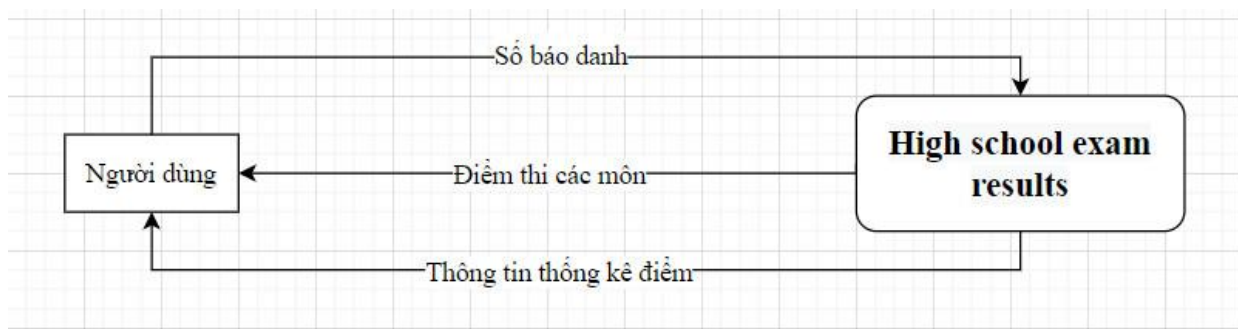 Số báo danh
High school exam
results
Người dùng
Điểm thi các môn
Thông tin thống kê điểm